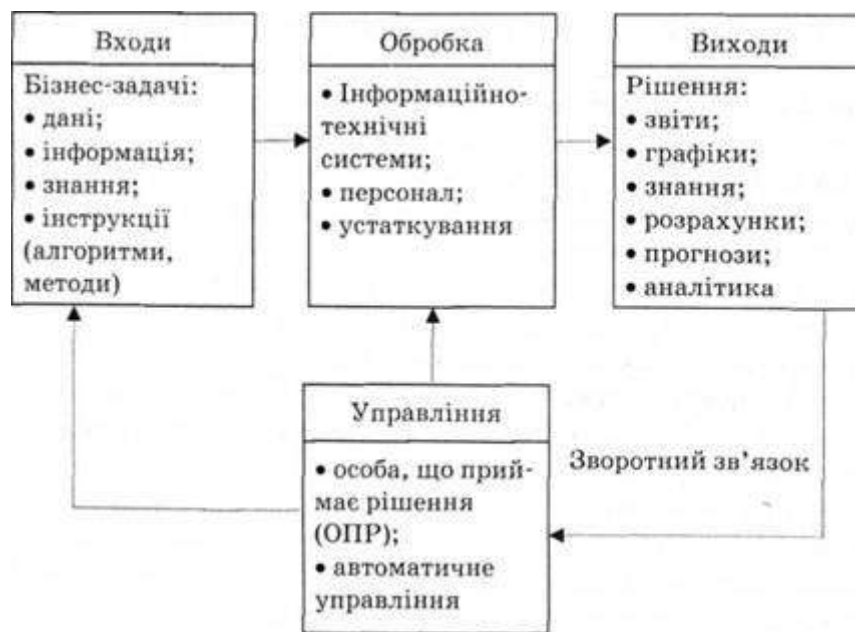 Входи
Бізнес-задачі:
• дані;
• інформація;
• знання;
• інструкції
(алгоритми,
методи)
Обробка
• Інформаційно-
технічні
системи;
• персонал;
• устаткування
Виходи
Рішення:
• звіти;
• графіки;
• знання;
• розрахунки;
• прогнози;
• аналітика
Управління
• особа, що прий-
має рішення
(ОПР);
• автоматичне
управління
Зворотний зв'язок